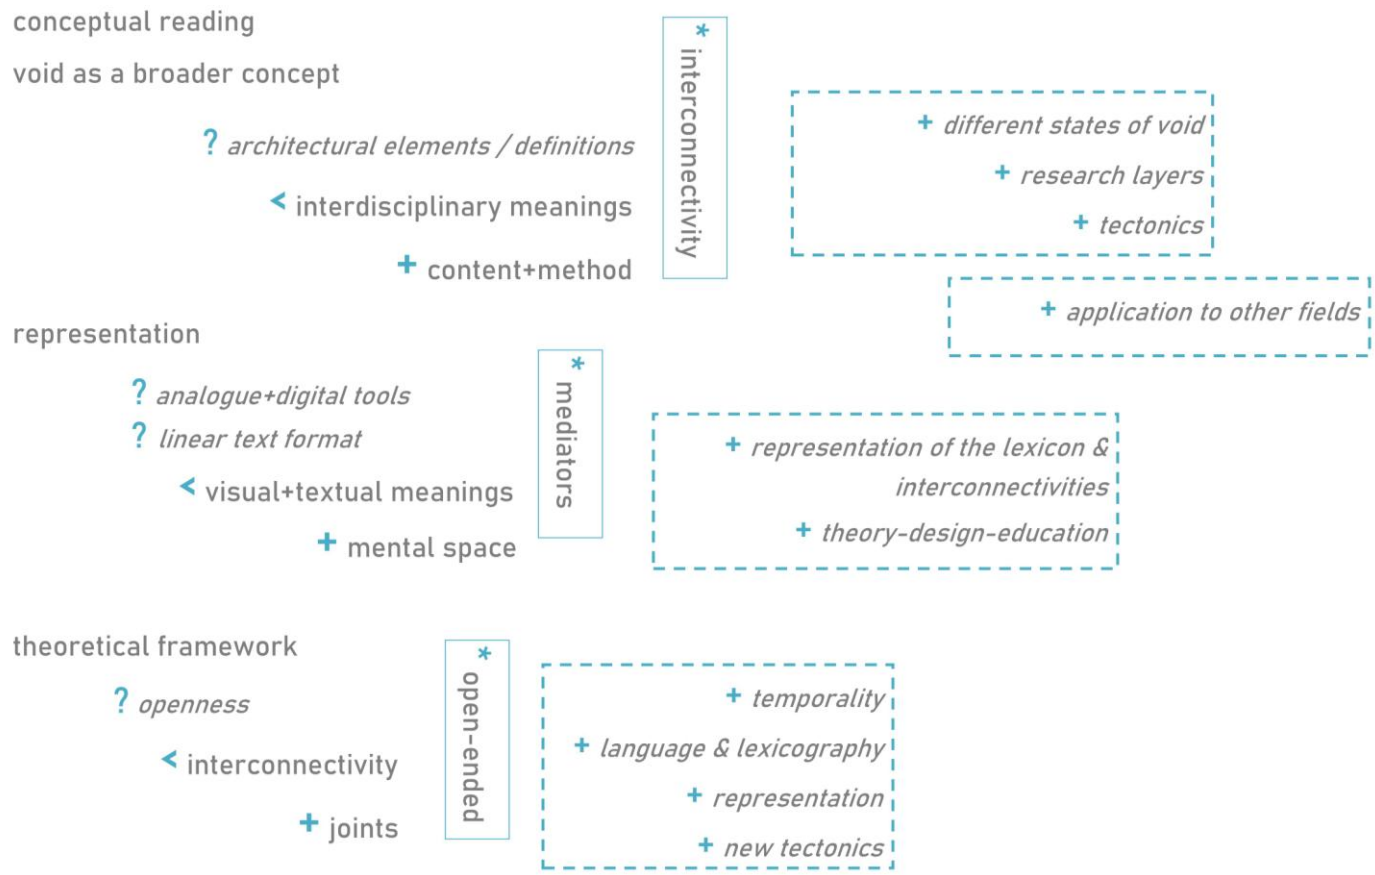 conceptual reading
void as a broader concept
? architectural elements / definitions
< interdisciplinary meanings
+ content+method
* interconnectivity
+ different states of void
+ research layers
+ tectonics
+ application to other fields
representation
? analogue+digital tools
? linear text format
< visual+textual meanings
+ mental space
* mediators
+ representation of the lexicon &
interconnectivities
+ theory-design-education
theoretical framework
? openness
< interconnectivity
+ joints
* open-ended
+ temporality
+ language & lexicography
+ representation
+ new tectonics